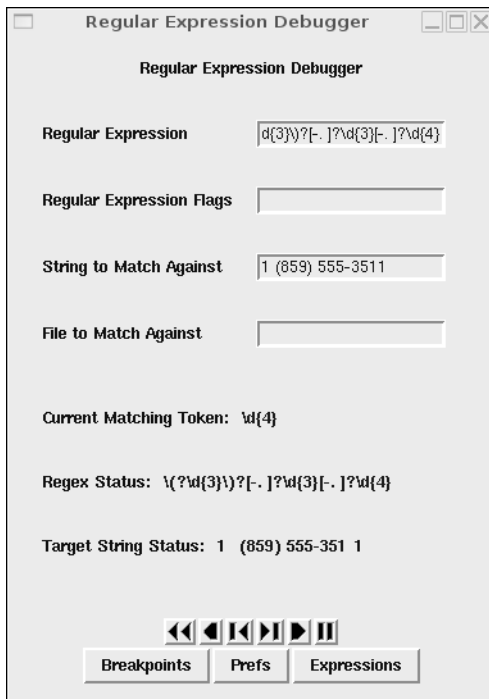 Regular Expression Debugger
Regular Expression Debugger
Regular Expression d{3}\)?[-. ]?\d{3}[-. ]?\d{4}
Regular Expression Flags
String to Match Against 1 (859) 555-3511
File to Match Against
Current Matching Token: \d{4}
Regex Status: \(?\d{3}\)?[-. ]?\d{3}[-. ]?\d{4}
Target String Status: 1 (859) 555-351 1
Breakpoints Prefs Expressions